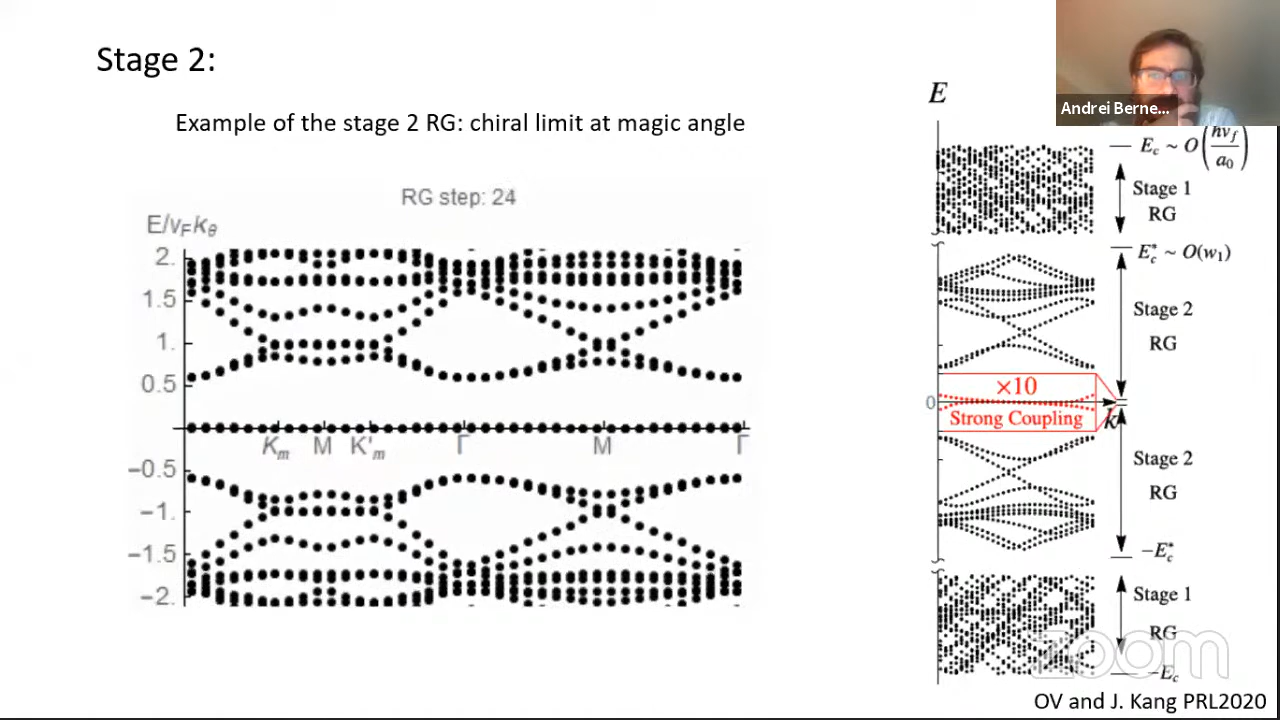 Stage 2:
Example of the stage 2 RG: chiral limit at magic angle
RG step: 24
E/v_F k_θ
2.
1.5
1.
0.5
K_m M K'_m Γ M Γ
−0.5
−1.
−1.5
−2.
Andrei Berne...
E
E_c ~ O(ħv_f/a_0)
Stage 1
RG
E_c^* ~ O(w_1)
Stage 2
RG
×10
0
k
Strong Coupling
Stage 2
RG
−E_c^*
Stage 1
RG
−E_c
zoom
OV and J. Kang PRL2020